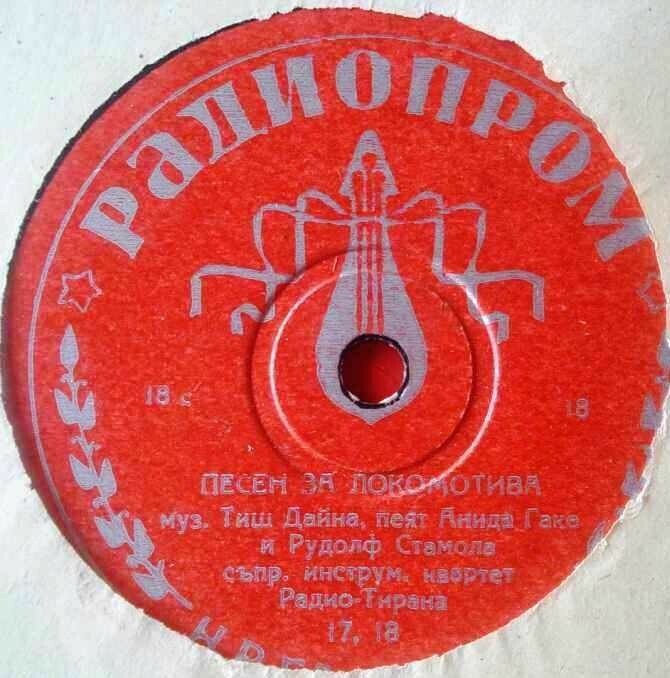 РАДИОПРОМ
18 с
18
ПЕСЕН ЗА ЛОКОМОТИВА
муз. Тиш Дайна, пеят Анида Гаке
и Рудолф Стамола
съпр. инструм. квартет
Радио-Тирана
17, 18